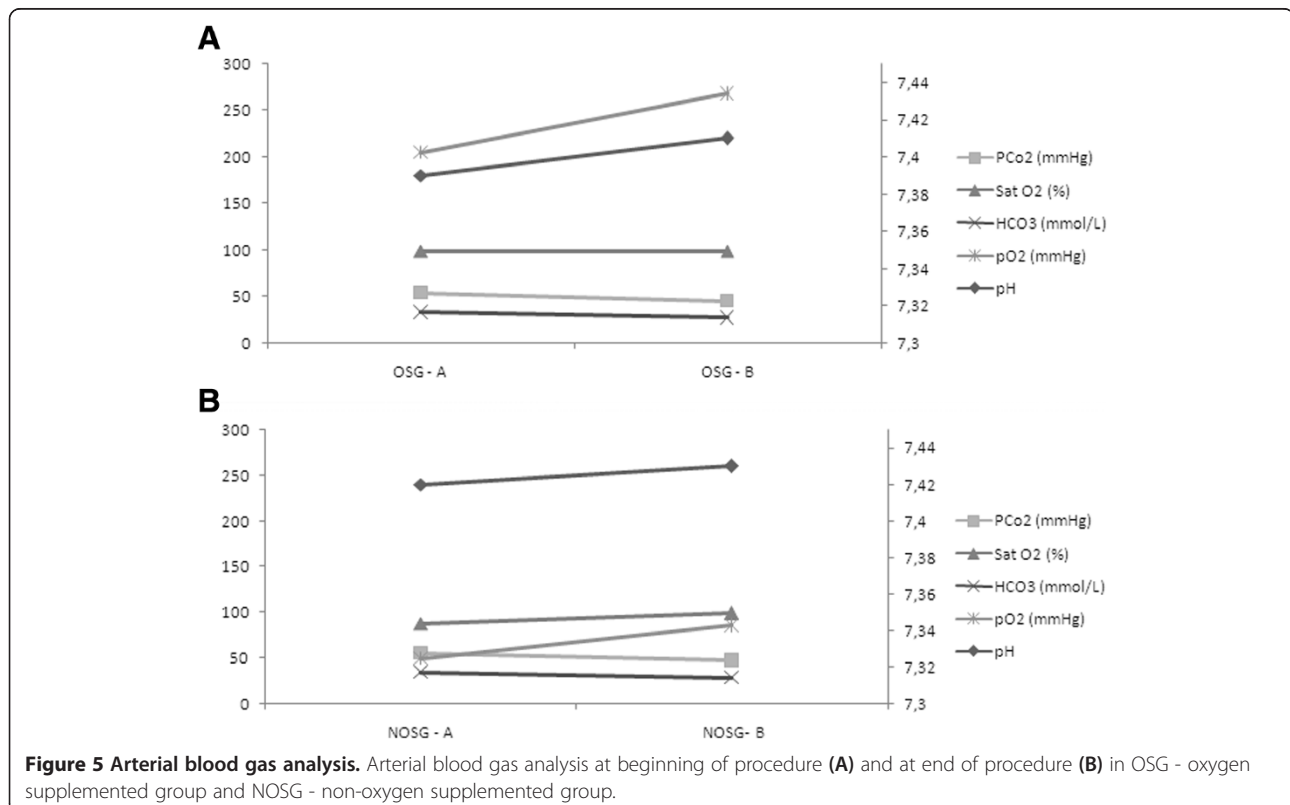 A
300
250
200
150
100
50
0
7,44
7,42
7,4
7,38
7,36
7,34
7,32
7,3
OSG - A
OSG - B
PCo2 (mmHg)
Sat O2 (%)
HCO3 (mmol/L)
pO2 (mmHg)
pH
B
300
250
200
150
100
50
0
7,44
7,42
7,4
7,38
7,36
7,34
7,32
7,3
NOSG - A
NOSG- B
PCo2 (mmHg)
Sat O2 (%)
HCO3 (mmol/L)
pO2 (mmHg)
pH
Figure 5 Arterial blood gas analysis. Arterial blood gas analysis at beginning of procedure (A) and at end of procedure (B) in OSG - oxygen
supplemented group and NOSG - non-oxygen supplemented group.